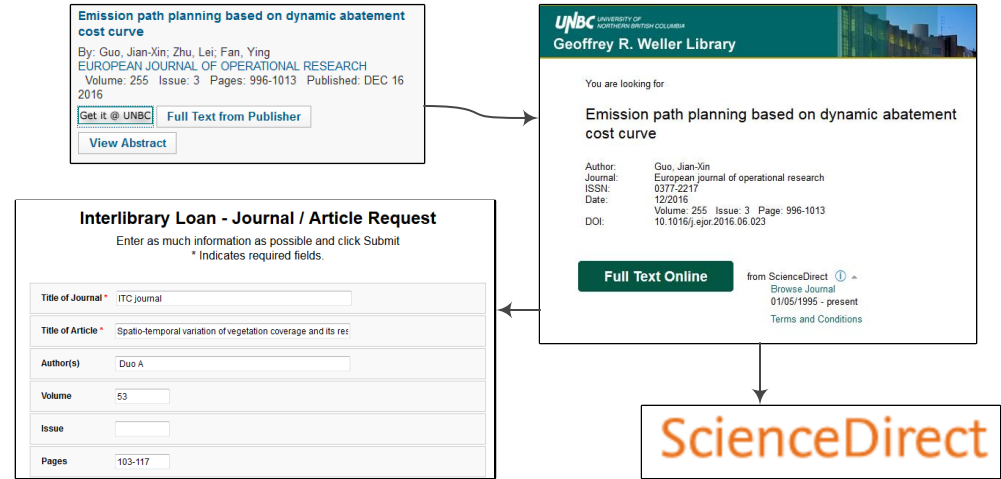 Emission path planning based on dynamic abatement
cost curve
By: Guo, Jian-Xin; Zhu, Lei; Fan, Ying
EUROPEAN JOURNAL OF OPERATIONAL RESEARCH
Volume: 255 Issue: 3 Pages: 996-1013 Published: DEC 16
2016
Get it @ UNBC Full Text from Publisher
View Abstract
UNBC UNIVERSITY OF
NORTHERN BRITISH COLUMBIA
Geoffrey R. Weller Library
You are looking for
Emission path planning based on dynamic abatement
cost curve
Author: Guo, Jian-Xin
Journal: European journal of operational research
ISSN: 0377-2217
Date: 12/2016
Volume: 255 Issue: 3 Page: 996-1013
DOI: 10.1016/j.ejor.2016.06.023
Full Text Online from ScienceDirect
Browse Journal
01/05/1995 - present
Terms and Conditions
Interlibrary Loan - Journal / Article Request
Enter as much information as possible and click Submit
* Indicates required fields.
Title of Journal * ITC journal
Title of Article * Spatio-temporal variation of vegetation coverage and its res
Author(s) Duo A
Volume 53
Issue
Pages 103-117
ScienceDirect